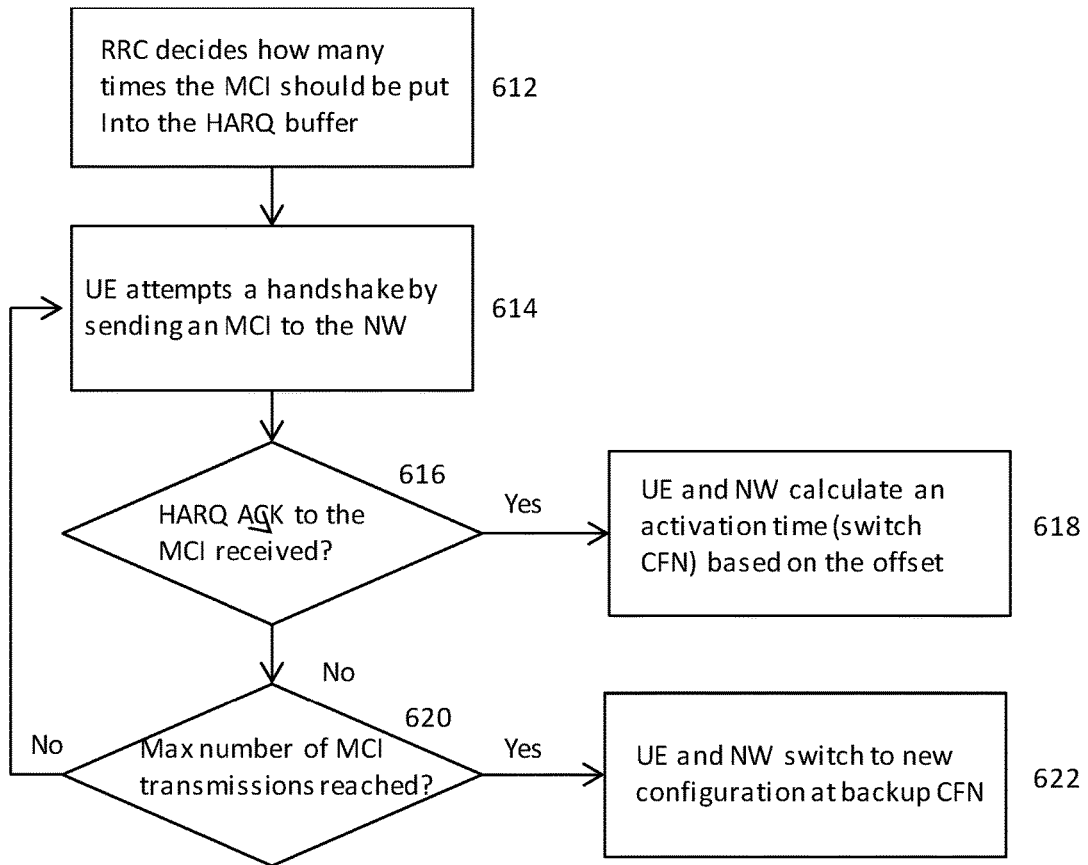 RRC decides how many
times the MCI should be put
Into the HARQ buffer
612
UE attempts a handshake by
sending an MCI to the NW
614
616
HARQ ACK to the
MCI received?
Yes
UE and NW calculate an
activation time (switch
CFN) based on the offset
618
No
620
No
Max number of MCI
transmissions reached?
Yes
UE and NW switch to new
configuration at backup CFN
622